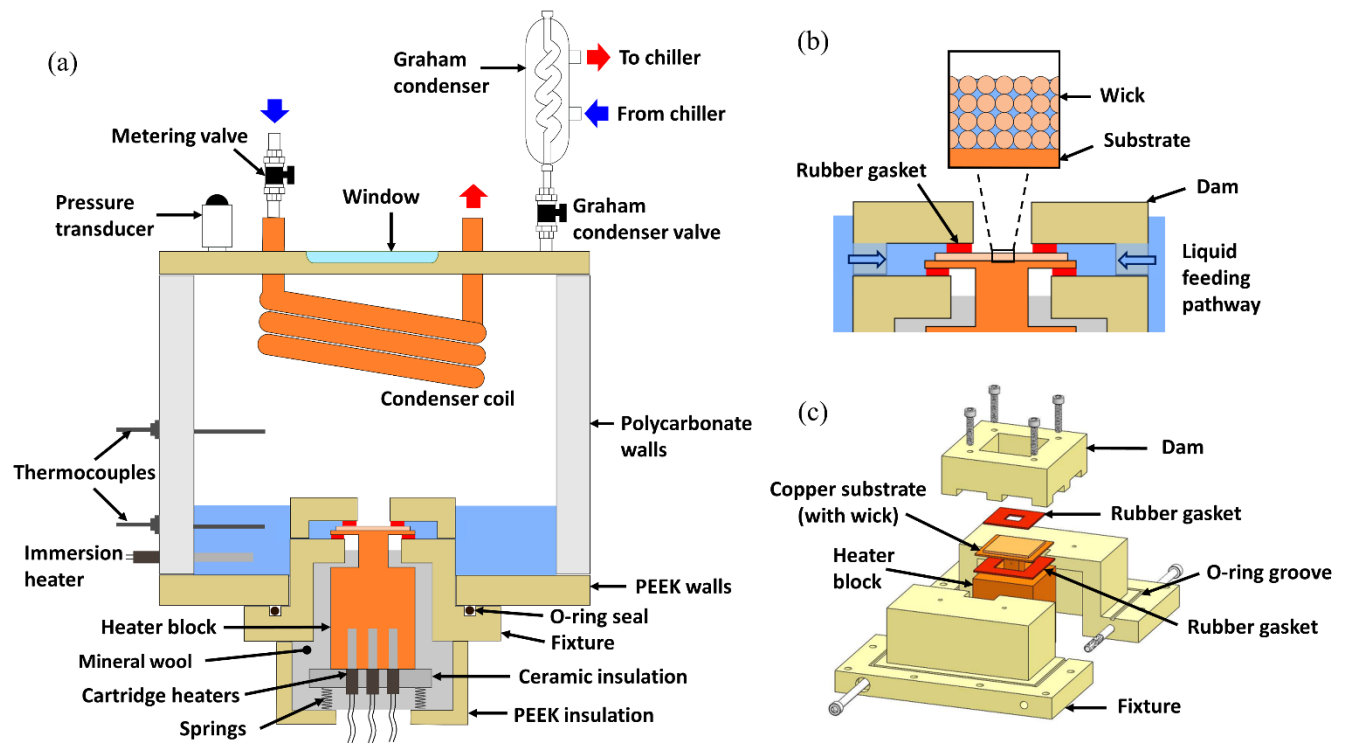 (a)
Graham
condenser
To chiller
From chiller
Metering valve
Pressure
transducer
Window
Graham
condenser valve
Condenser coil
Polycarbonate
walls
Thermocouples
Immersion
heater
PEEK walls
O-ring seal
Fixture
Heater block
Mineral wool
Cartridge heaters
Springs
Ceramic insulation
PEEK insulation
(b)
Wick
Substrate
Rubber gasket
Dam
Liquid
feeding
pathway
(c)
Dam
Copper substrate
(with wick)
Rubber gasket
Heater
block
O-ring groove
Rubber gasket
Fixture